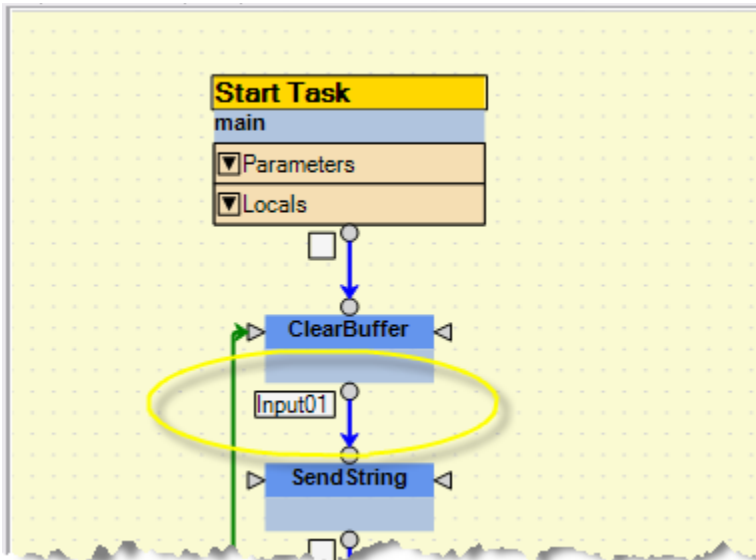 Start Task
main
Parameters
Locals
ClearBuffer
Input01
Send String